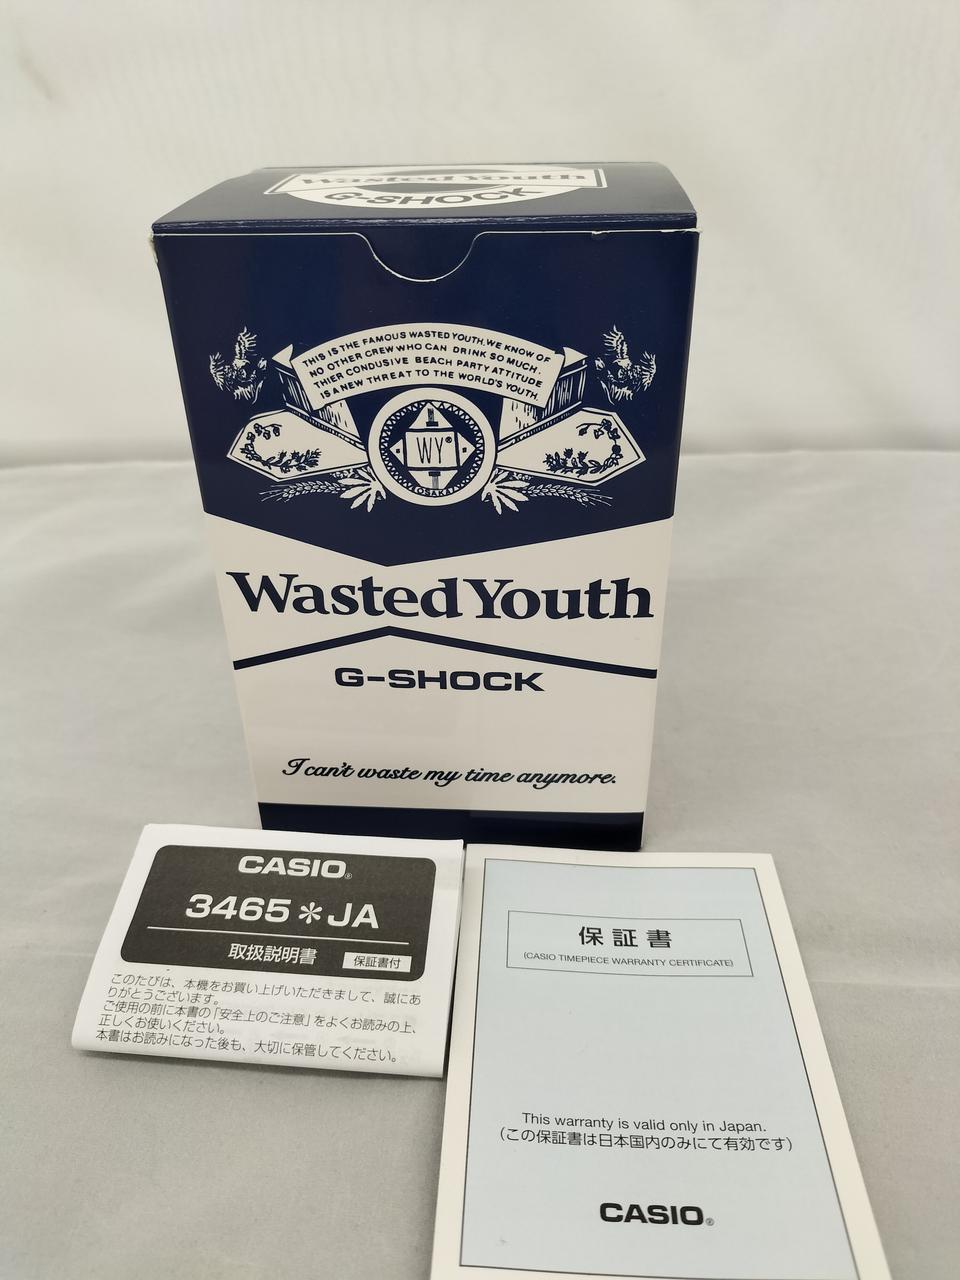 Wasted Youth
G-SHOCK
THIS IS THE FAMOUS WASTED YOUTH. WE KNOW OF
NO OTHER CREW WHO CAN DRINK SO MUCH.
THIER CONDUSIVE BEACH PARTY ATTITUDE
IS A NEW THREAT TO THE WORLD'S YOUTH.
WY®
OSAKA
Wasted Youth
G-SHOCK
I can't waste my time anymore.
CASIO®
3465＊JA
取扱説明書 保証書付
このたびは、本機をお買い上げいただきまして、誠にあ
りがとうございます。
ご使用の前に本書の「安全上のご注意」をよくお読みの上、
正しくお使いください。
本書はお読みになった後も、大切に保管してください。
保証書
(CASIO TIMEPIECE WARRANTY CERTIFICATE)
This warranty is valid only in Japan.
(この保証書は日本国内のみにて有効です)
CASIO®